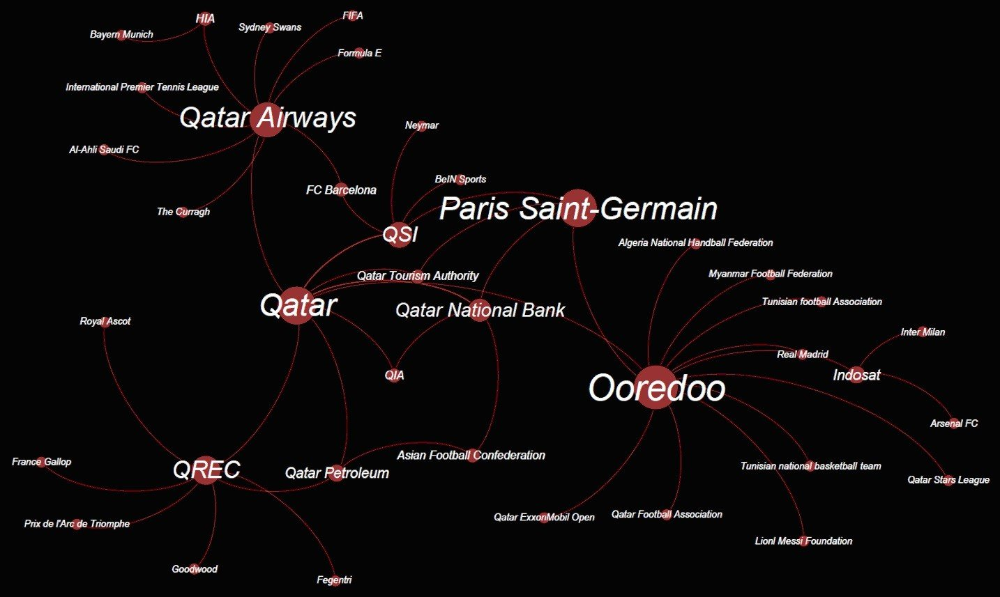 HIA
FIFA
Sydney Swans
Bayern Munich
Formula E
International Premier Tennis League
Qatar Airways
Neymar
Al-Ahli Saudi FC
BeIN Sports
FC Barcelona
Paris Saint-Germain
The Curragh
QSI
Algeria National Handball Federation
Qatar Tourism Authority
Myanmar Football Federation
Tunisian football Association
Qatar
Qatar National Bank
Royal Ascot
Inter Milan
Real Madrid
QIA
Indosat
Ooredoo
Arsenal FC
Asian Football Confederation
France Gallop
QREC
Qatar Petroleum
Tunisian national basketball team
Qatar Stars League
Qatar ExxonMobil Open
Qatar Football Association
Prix de l'Arc de Triomphe
Lionl Messi Foundation
Goodwood
Fegentri